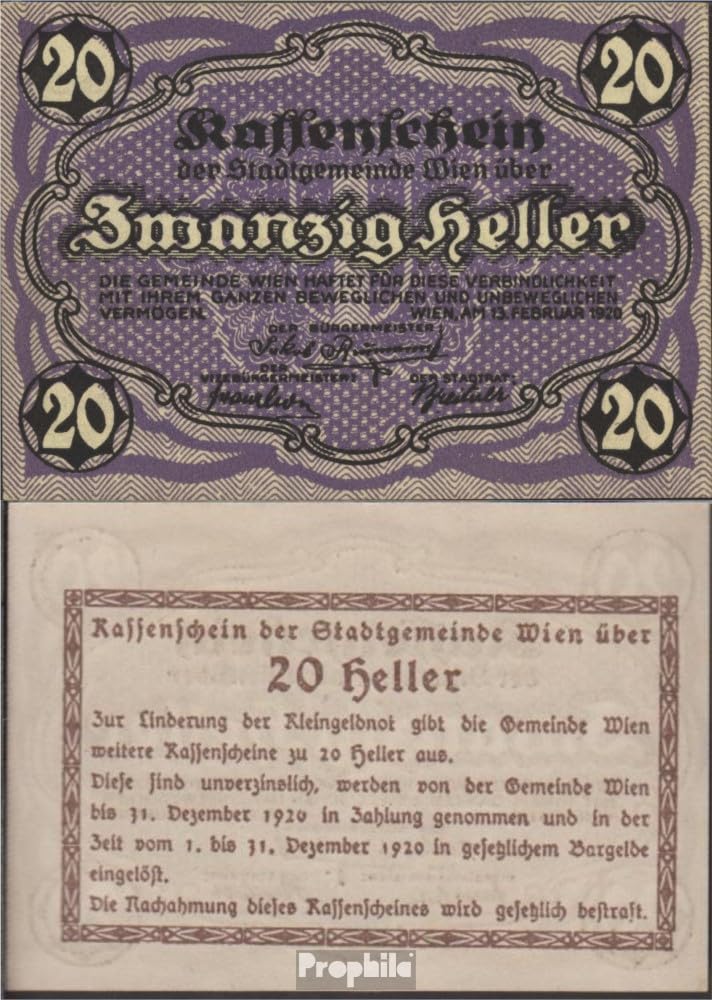 20 20
Kassenschein
der Stadtgemeinde Wien über
Zwanzig Heller
DIE GEMEINDE WIEN HAFTET FÜR DIESE VERBINDLICHKEIT
MIT IHREM GANZEN BEWEGLICHEN UND UNBEWEGLICHEN
VERMÖGEN. WIEN, AM 13. FEBRUAR 1920
DER BÜRGERMEISTER:
DER
VIZEBÜRGERMEISTER: DER STADTRAT:
20 20
Kassenschein der Stadtgemeinde Wien über
20 Heller
Zur Linderung der Kleingeldnot gibt die Gemeinde Wien
weitere Kassenscheine zu 20 Heller aus.
Diese sind unverzinslich, werden von der Gemeinde Wien
bis 31. Dezember 1920 in Zahlung genommen und in der
Zeit vom 1. bis 31. Dezember 1920 in gesetzlichem Bargelde
eingelöst.
Die Nachahmung dieses Kassenscheines wird gesetzlich bestraft.
Prophila